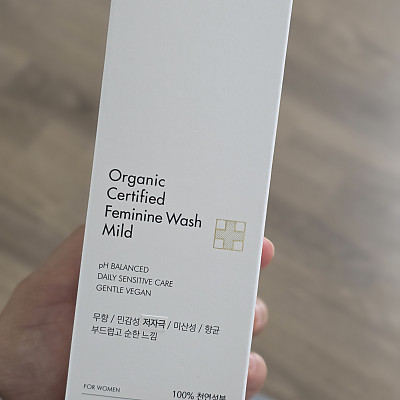 Organic
Certified
Feminine Wash
Mild
pH BALANCED
DAILY SENSITIVE CARE
GENTLE VEGAN
무향 / 민감성 저자극 / 미산성 / 향균
부드럽고 순한 느낌
FOR WOMEN
100% 천연성분